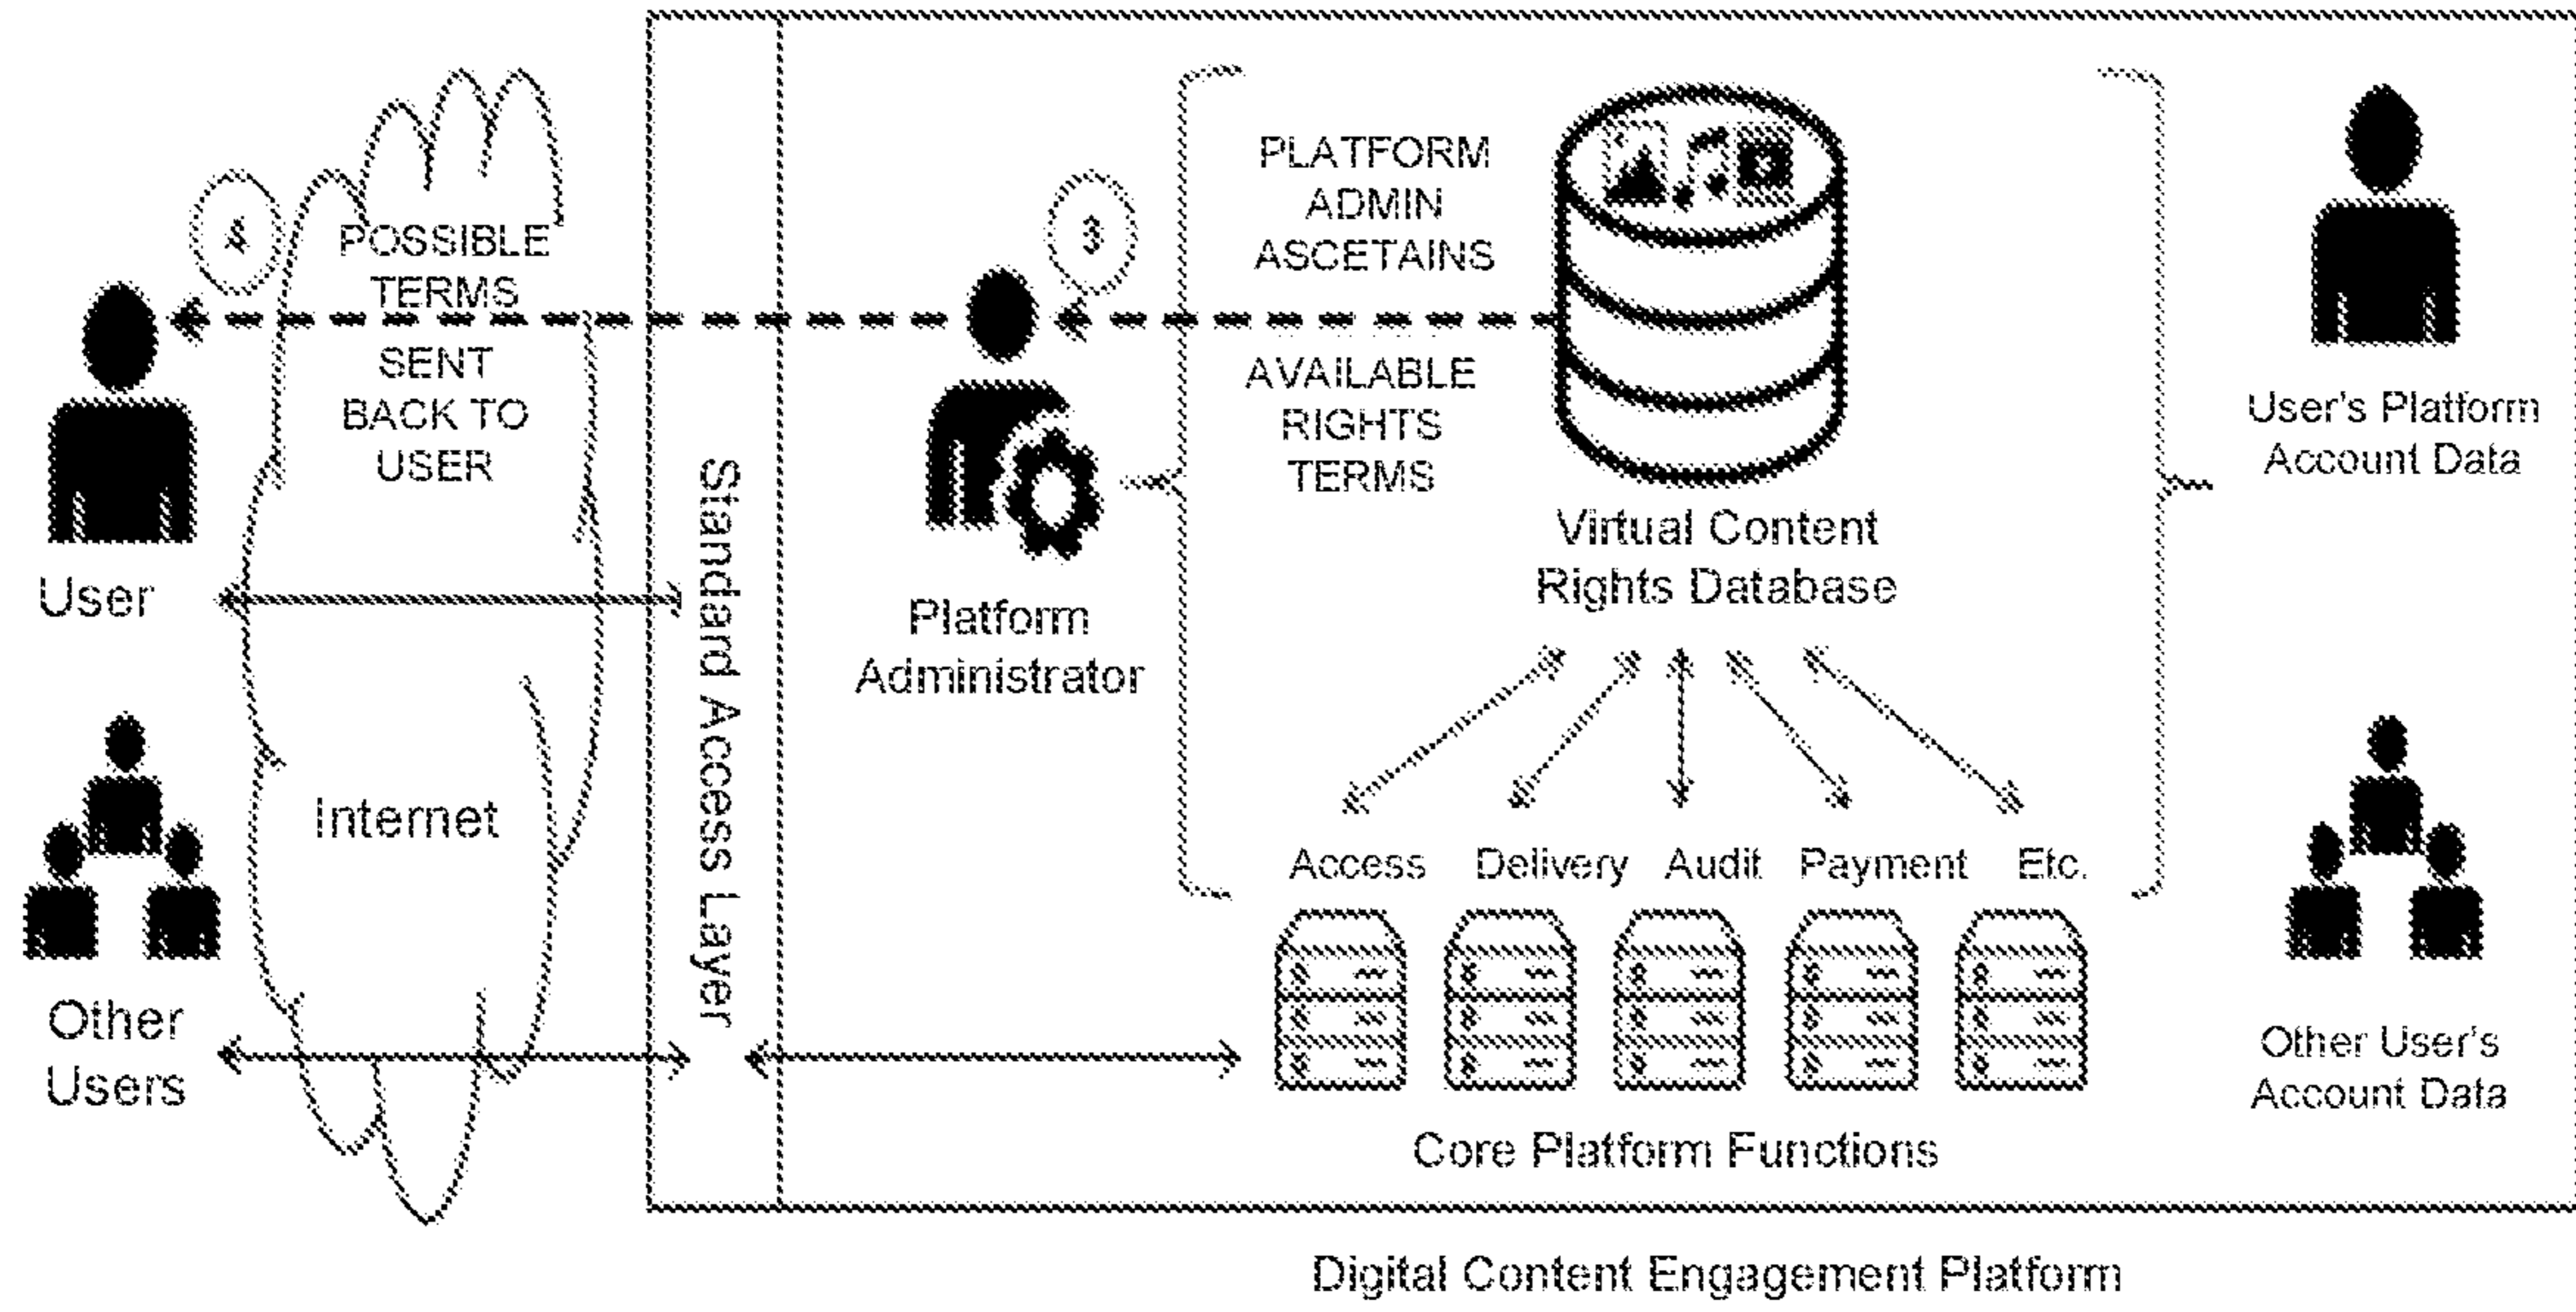 4
POSSIBLE
TERMS
SENT
BACK TO
USER
User
Internet
Other
Users
Standard Access Layer
3
Platform
Administrator
PLATFORM
ADMIN
ASCETAINS
AVAILABLE
RIGHTS
TERMS
Virtual Content
Rights Database
Access Delivery Audit Payment Etc.
Core Platform Functions
User's Platform
Account Data
Other User's
Account Data
Digital Content Engagement Platform